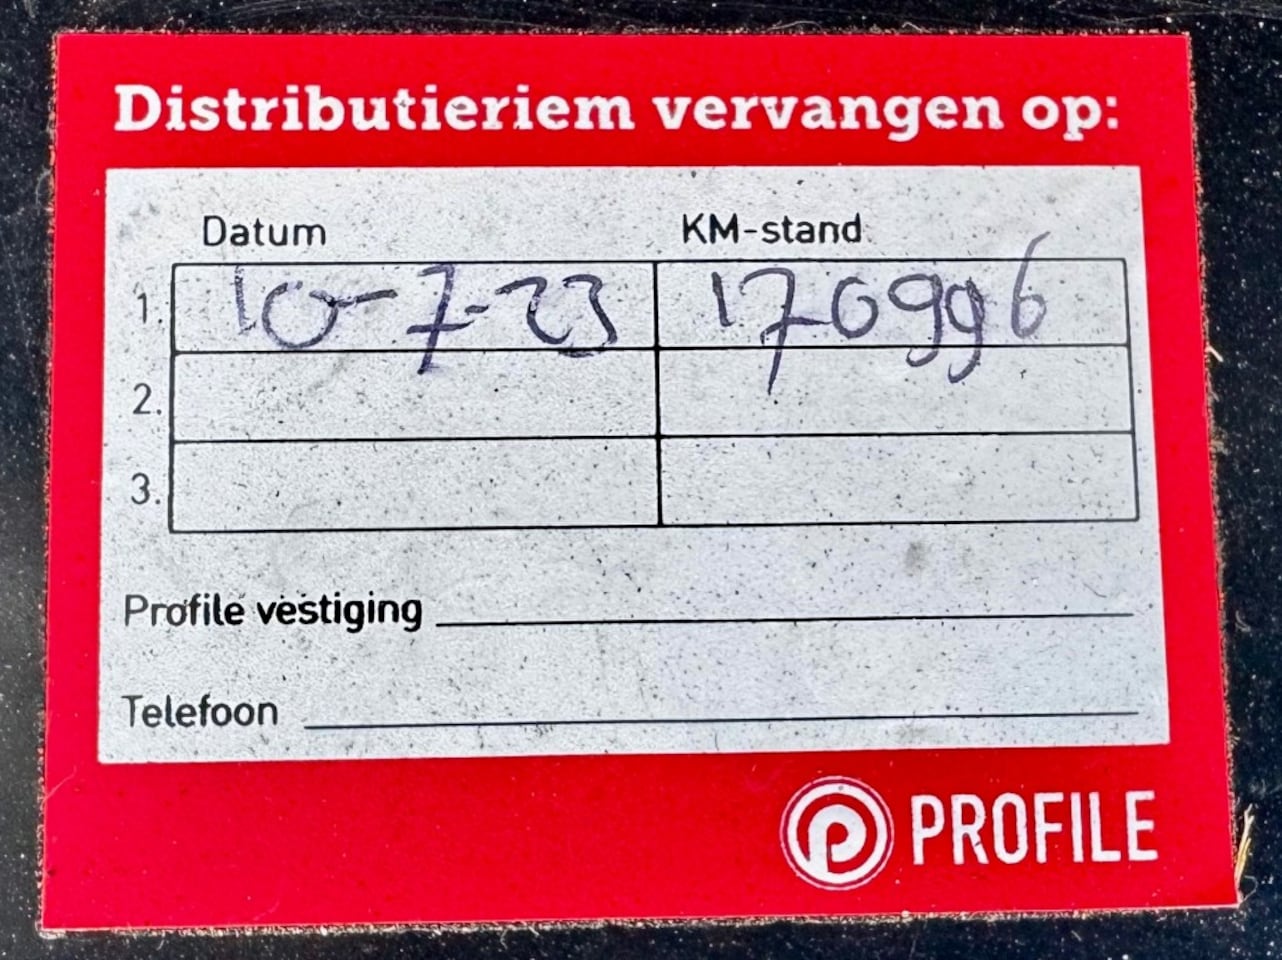 Distributieriem vervangen op:
Datum KM-stand
1. 10-7-23 170996
2.
3.
Profile vestiging
Telefoon
PROFILE